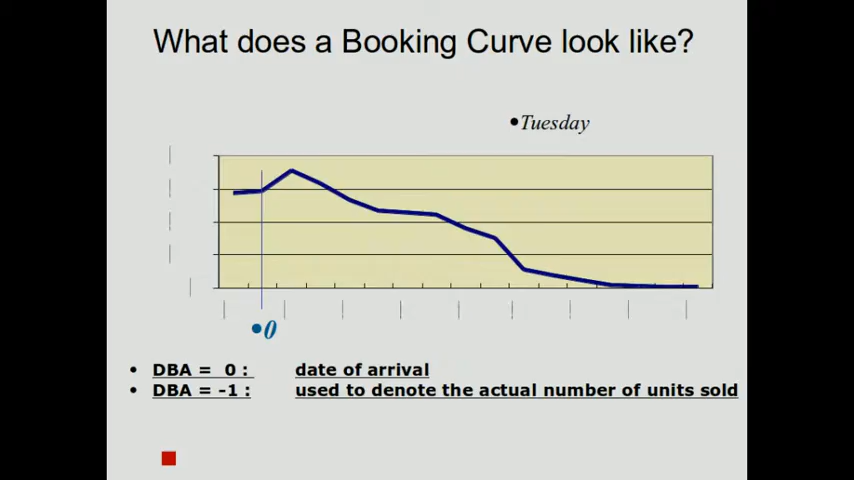 What does a Booking Curve look like?
•Tuesday
•0
• DBA = 0 : date of arrival
• DBA = -1 : used to denote the actual number of units sold